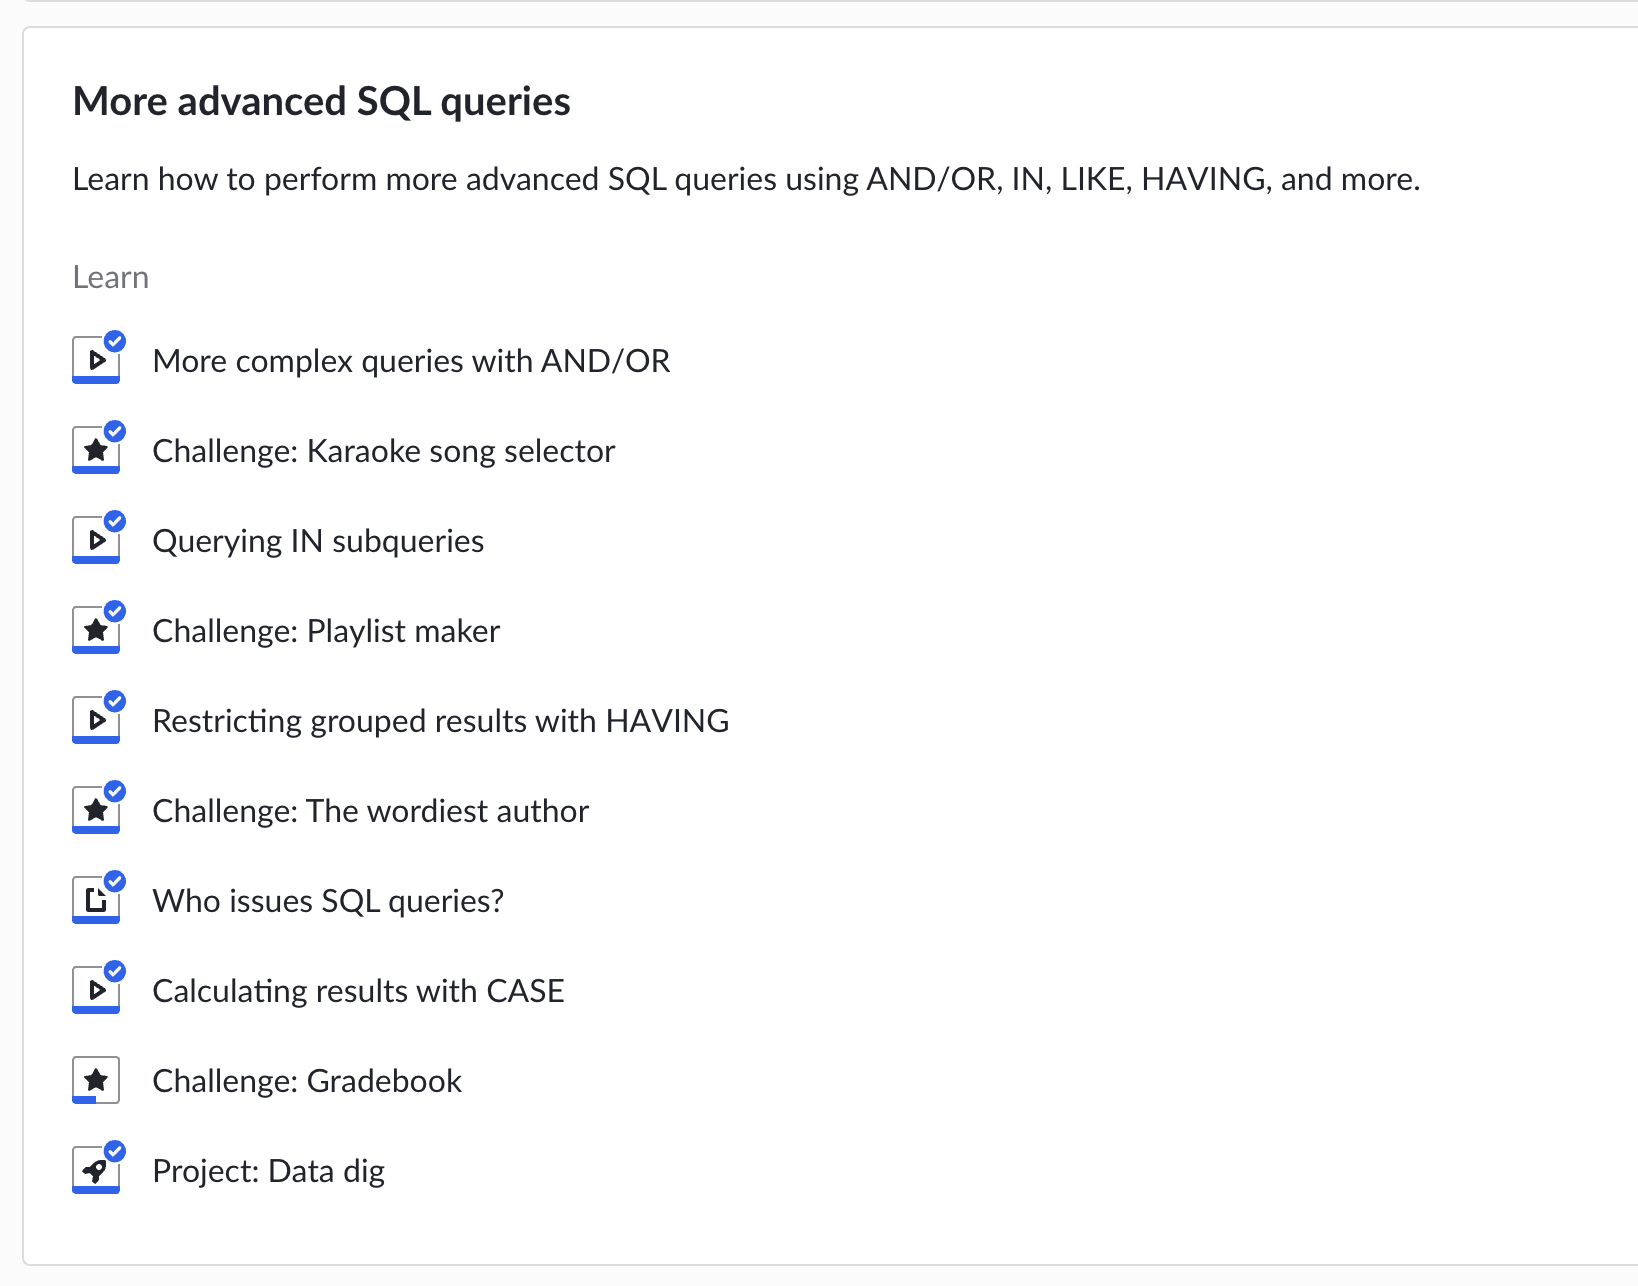 More advanced SQL queries
Learn how to perform more advanced SQL queries using AND/OR, IN, LIKE, HAVING, and more.
Learn
More complex queries with AND/OR
Challenge: Karaoke song selector
Querying IN subqueries
Challenge: Playlist maker
Restricting grouped results with HAVING
Challenge: The wordiest author
Who issues SQL queries?
Calculating results with CASE
Challenge: Gradebook
Project: Data dig